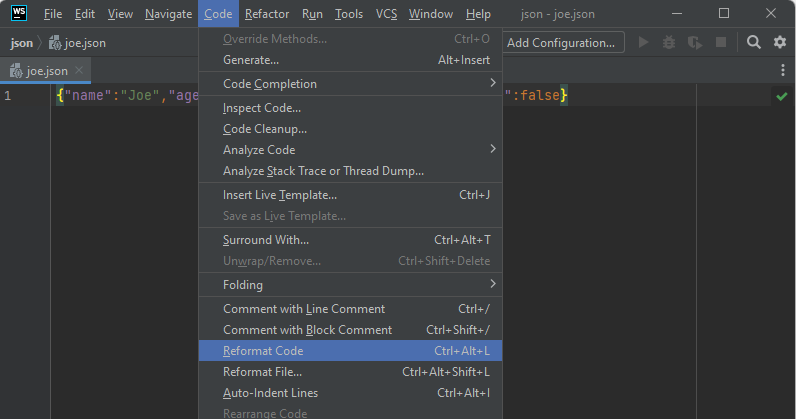 WS File Edit View Navigate Code Refactor Run Tools VCS Window Help json - joe.json
json joe.json Add Configuration...
joe.json
1 {"name":"Joe","age ":false}
Override Methods... Ctrl+O
Generate... Alt+Insert
Code Completion
Inspect Code...
Code Cleanup...
Analyze Code
Analyze Stack Trace or Thread Dump...
Insert Live Template... Ctrl+J
Save as Live Template...
Surround With... Ctrl+Alt+T
Unwrap/Remove... Ctrl+Shift+Delete
Folding
Comment with Line Comment Ctrl+/
Comment with Block Comment Ctrl+Shift+/
Reformat Code Ctrl+Alt+L
Reformat File... Ctrl+Alt+Shift+L
Auto-Indent Lines Ctrl+Alt+I
Rearrange Code